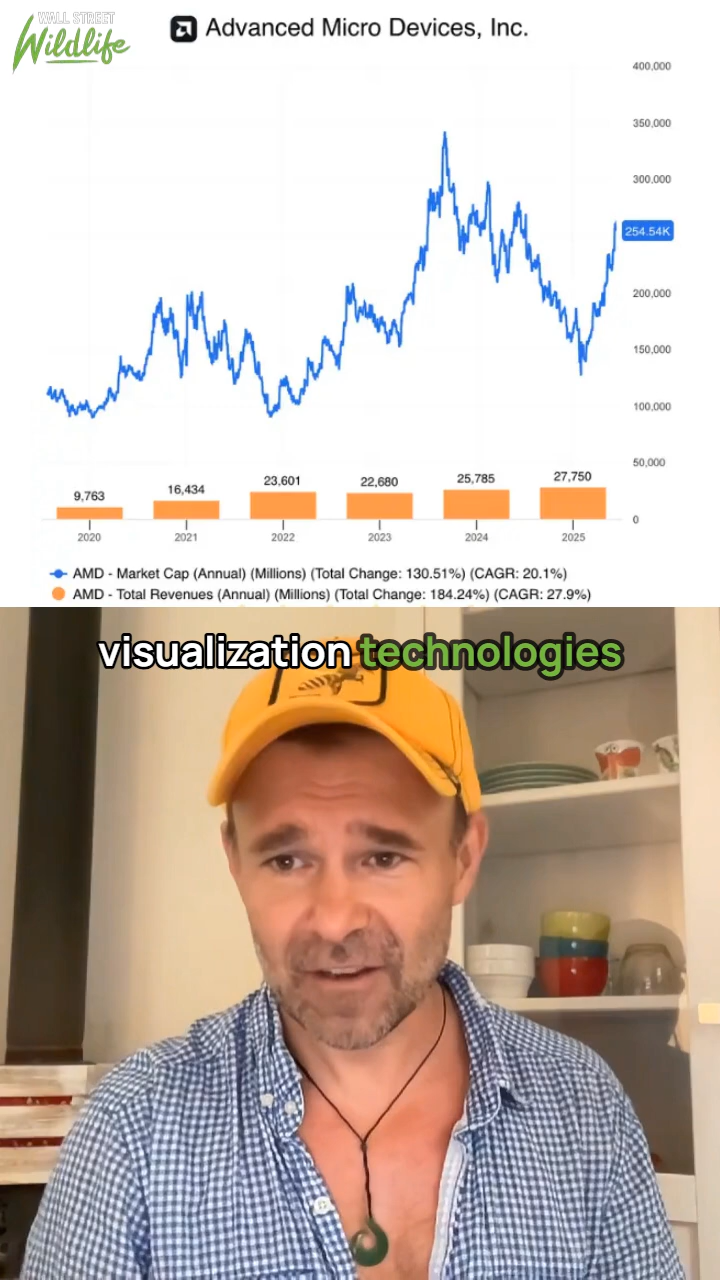 WALL STREET
Wildlife
Advanced Micro Devices, Inc.
400,000
350,000
300,000
254.54K
200,000
150,000
100,000
50,000
0
9,763
16,434
23,601
22,680
25,785
27,750
2020
2021
2022
2023
2024
2025
AMD - Market Cap (Annual) (Millions) (Total Change: 130.51%) (CAGR: 20.1%)
AMD - Total Revenues (Annual) (Millions) (Total Change: 184.24%) (CAGR: 27.9%)
visualization technologies